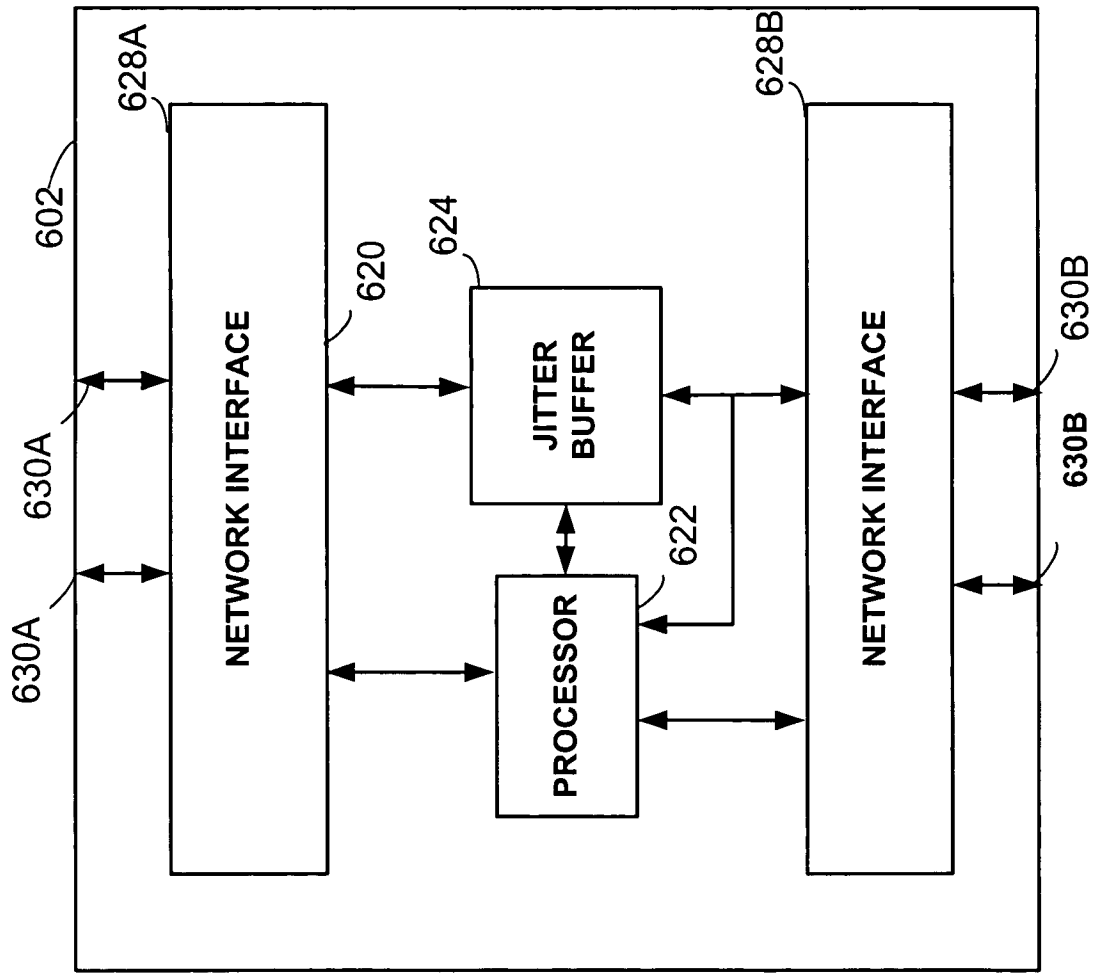 602
628A
630A
630A
NETWORK INTERFACE
620
624
JITTER
BUFFER
622
PROCESSOR
628B
NETWORK INTERFACE
630B
630B